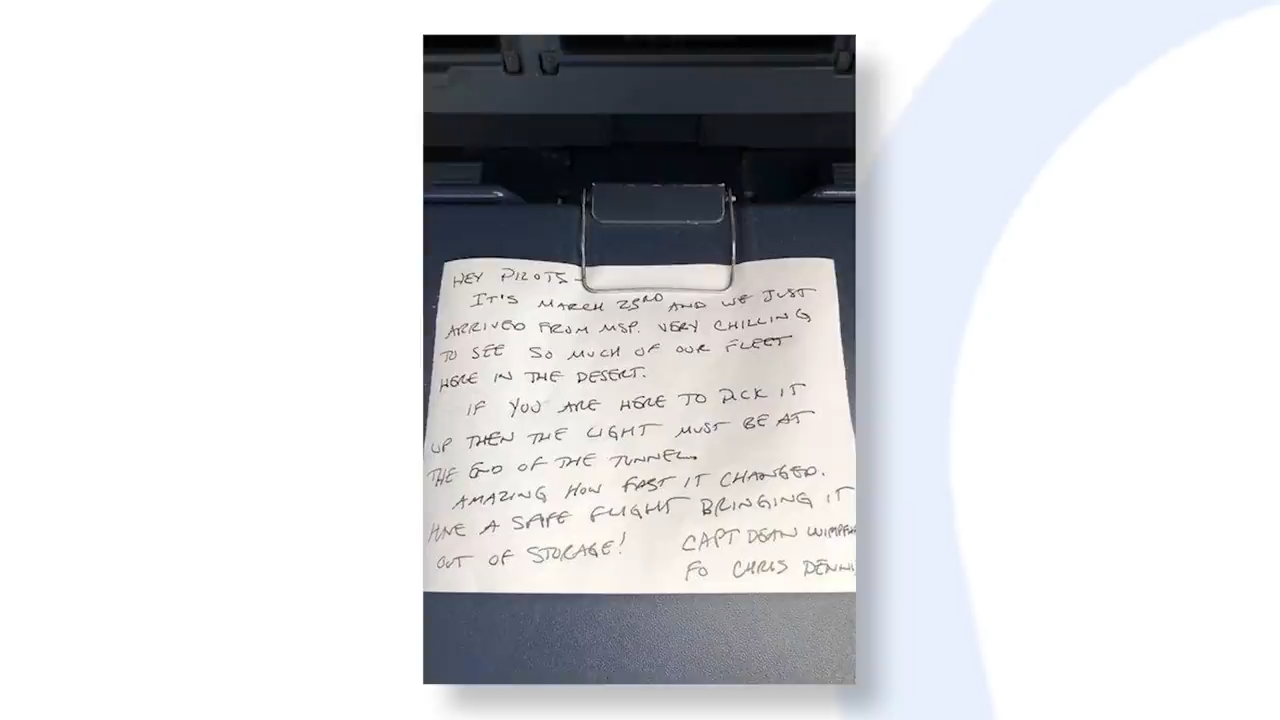 HEY PILOTS-
IT'S MARCH 23RD AND WE JUST
ARRIVED FROM MSP. VERY CHILLING
TO SEE SO MUCH OF OUR FLEET
HERE IN THE DESERT.
IF YOU ARE HERE TO PICK IT
UP THEN THE LIGHT MUST BE AT
THE END OF THE TUNNEL.
AMAZING HOW FAST IT CHANGED.
HAVE A SAFE FLIGHT BRINGING IT
OUT OF STORAGE!
CAPT DEAN
FO CHRIS